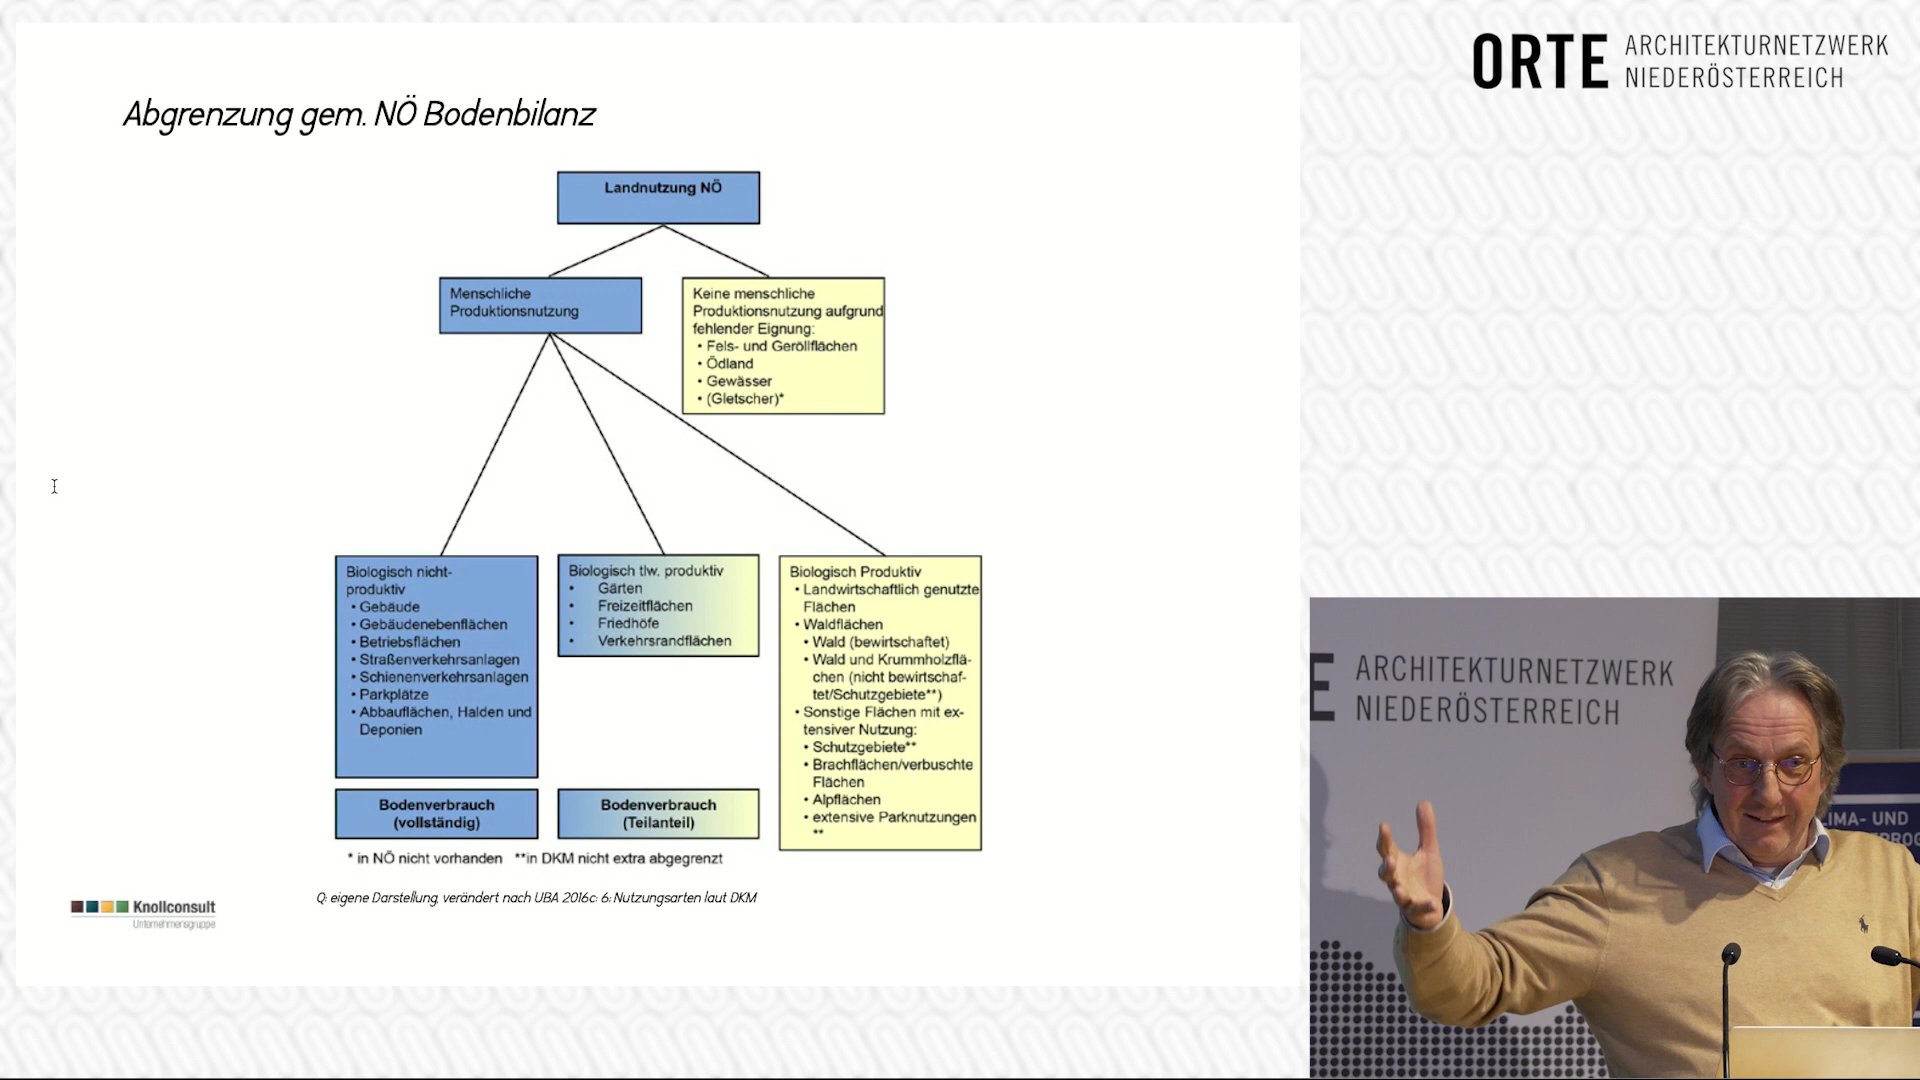 Abgrenzung gem. NÖ Bodenbilanz
ORTE
ARCHITEKTURNETZWERK
NIEDERÖSTERREICH
Landnutzung NÖ
Menschliche
Produktionsnutzung
Keine menschliche
Produktionsnutzung aufgrund
fehlender Eignung:
• Fels- und Geröllflächen
• Ödland
• Gewässer
• (Gletscher)*
Biologisch nicht-
produktiv
• Gebäude
• Gebäudenebenflächen
• Betriebsflächen
• Straßenverkehrsanlagen
• Schienenverkehrsanlagen
• Parkplätze
• Abbauflächen, Halden und
Deponien
Biologisch tlw. produktiv
• Gärten
• Freizeitflächen
• Friedhöfe
• Verkehrsrandflächen
Biologisch Produktiv
• Landwirtschaftlich genutzte
Flächen
• Waldflächen
• Wald (bewirtschaftet)
• Wald und Krummholzflä-
chen (nicht bewirtschaf-
tet/Schutzgebiete**)
• Sonstige Flächen mit ex-
tensiver Nutzung:
• Schutzgebiete**
• Brachflächen/verbuschte
Flächen
• Alpflächen
• extensive Parknutzungen
**
Bodenverbrauch
(vollständig)
Bodenverbrauch
(Teilanteil)
* in NÖ nicht vorhanden **in DKM nicht extra abgegrenzt
Q: eigene Darstellung, verändert nach UBA 2016c: 6; Nutzungsarten laut DKM
Knollconsult
Unternehmensgruppe
E ARCHITEKTURNETZWERK
NIEDERÖSTERREICH
LIMA- UND
PROG